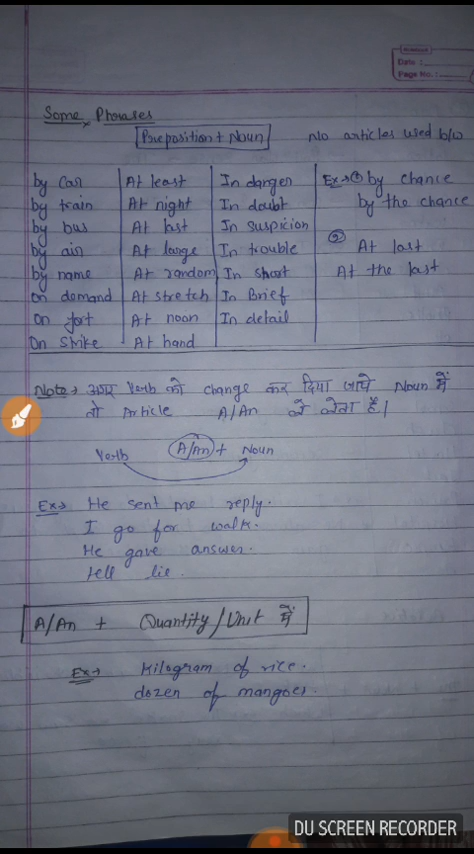 Date :
Page No. :
Some Phrases
Preposition + Noun
No articles used b/w
by car | At least | In danger | Ex→ ① by chance
by train | At night | In doubt | by the chance
by bus | At last | In suspicion
by air | At large | In trouble | ② At last
by name | At random | In short | At the last
on demand | At stretch | In Brief
On foot | At noon | In detail
On strike | At hand
Note→ अगर Verb को change कर दिया जाये Noun में
तो Article A/An ले लेता है।
Verb A/An + Noun
Ex→ He sent me reply.
I go for walk.
He gave answer.
tell lie.
A/An + Quantity/Unit में
Ex→ Kilogram of rice.
dozen of mangoes.
DU SCREEN RECORDER